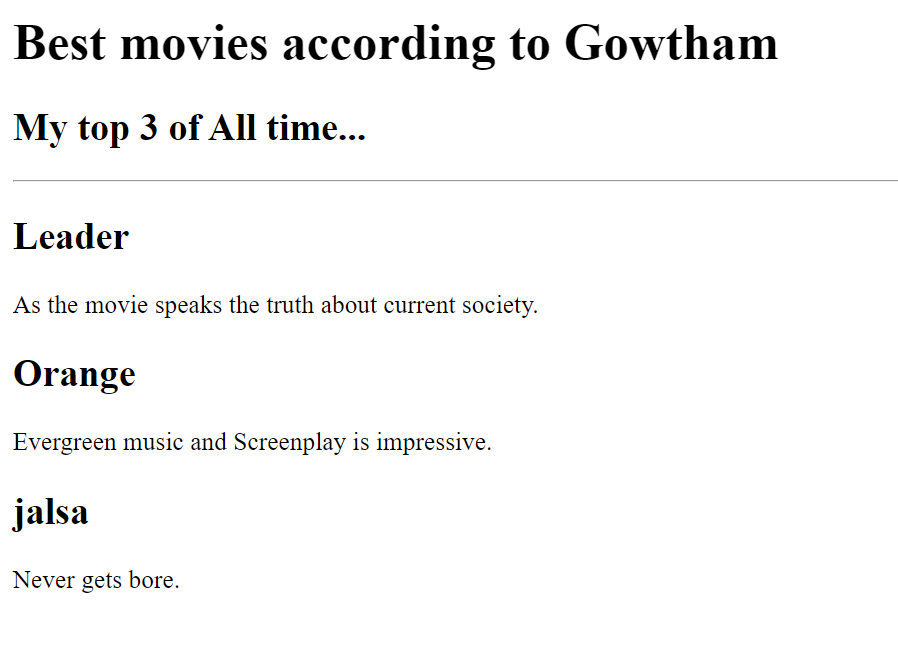 Best movies according to Gowtham
My top 3 of All time...
Leader
As the movie speaks the truth about current society.
Orange
Evergreen music and Screenplay is impressive.
jalsa
Never gets bore.